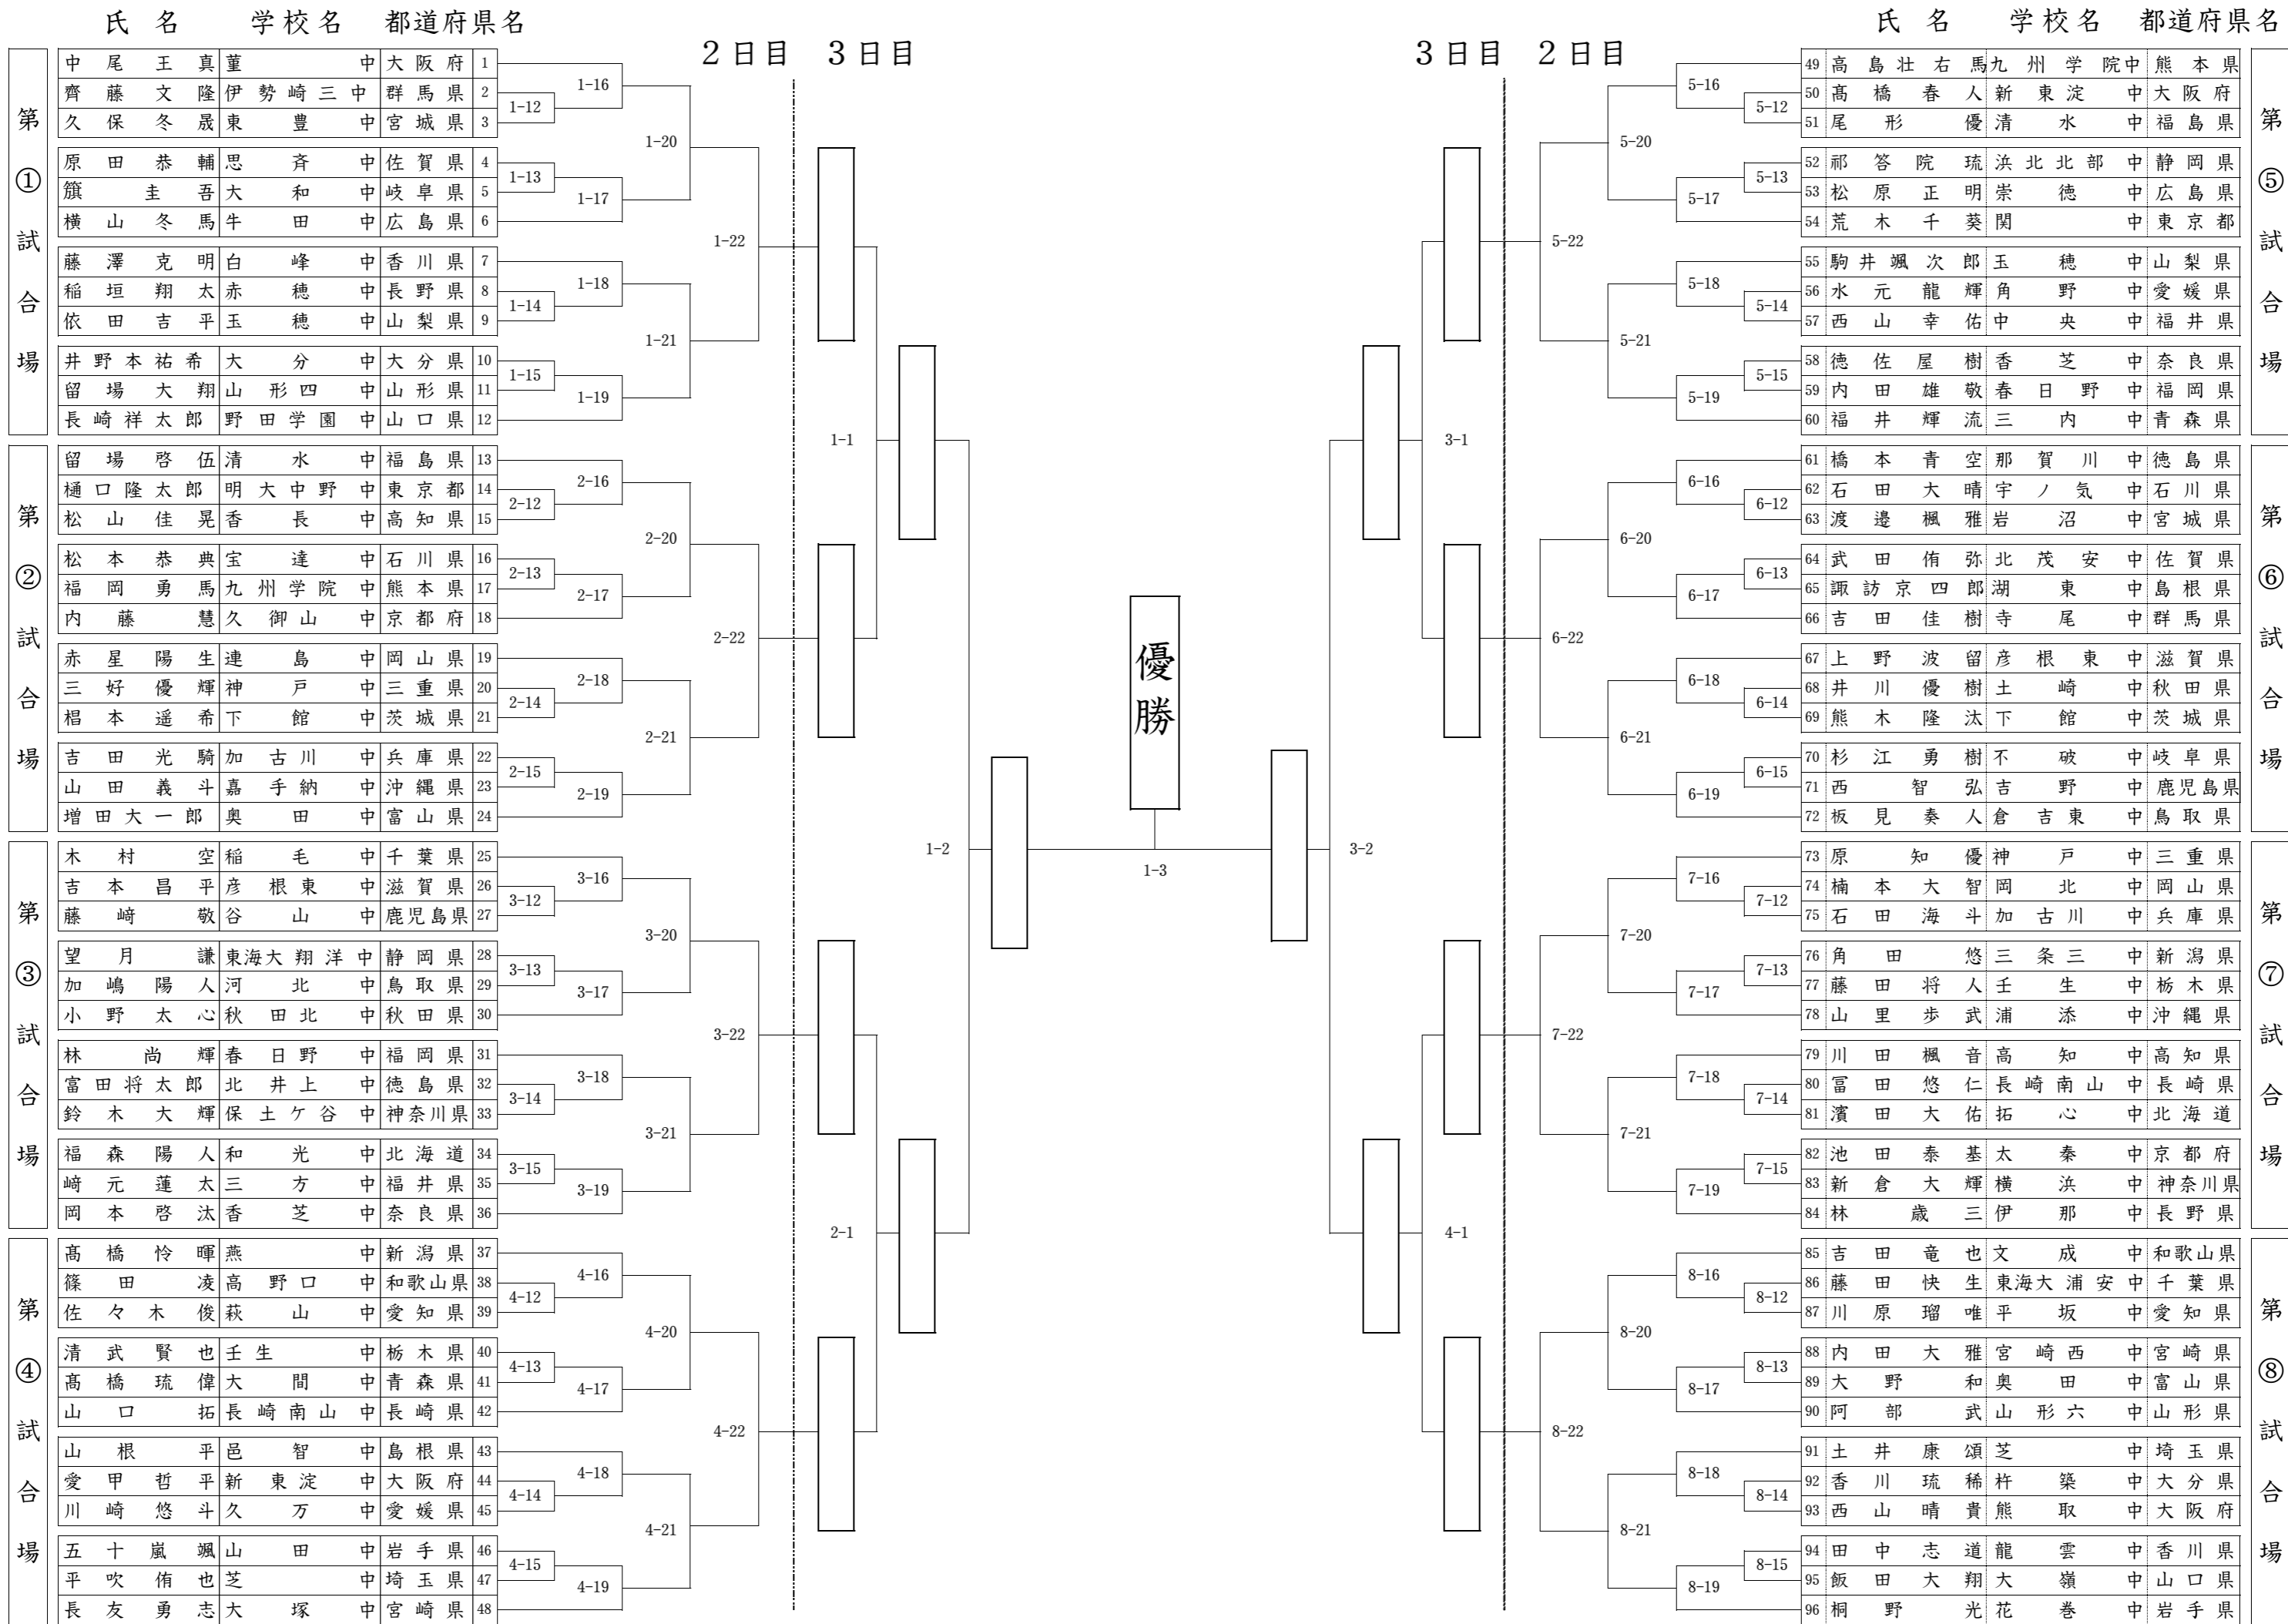 氏名 学校名 都道府県名
2日目 3日目
第①試合場
中尾王真 菫中 大阪府 1
齊藤文隆 伊勢崎三中 群馬県 2
久保冬晟 東豊中 宮城県 3
原田恭輔 思斉中 佐賀県 4
籏圭吾 大和中 岐阜県 5
横山冬馬 牛田中 広島県 6
藤澤克明 白峰中 香川県 7
稲垣翔太 赤穂中 長野県 8
依田吉平 玉穂中 山梨県 9
井野本祐希 大分中 大分県 10
留場大翔 山形四中 山形県 11
長崎祥太郎 野田学園中 山口県 12
1-12
1-13
1-14
1-15
1-16
1-17
1-18
1-19
1-20
1-21
1-22
第②試合場
留場啓伍 清水中 福島県 13
樋口隆太郎 明大中野中 東京都 14
松山佳晃 香長中 高知県 15
松本恭典 宝達中 石川県 16
福岡勇馬 九州学院中 熊本県 17
内藤慧 久御山中 京都府 18
赤星陽生 連島中 岡山県 19
三好優輝 神戸中 三重県 20
椙本遥希 下館中 茨城県 21
吉田光騎 加古川中 兵庫県 22
山田義斗 嘉手納中 沖縄県 23
増田大一郎 奥田中 富山県 24
2-12
2-13
2-14
2-15
2-16
2-17
2-18
2-19
2-20
2-21
2-22
第③試合場
木村空 稲毛中 千葉県 25
吉本昌平 彦根東中 滋賀県 26
藤﨑敬 谷山中 鹿児島県 27
望月謙 東海大翔洋中 静岡県 28
加嶋陽人 河北中 鳥取県 29
小野太心 秋田北中 秋田県 30
林尚輝 春日野中 福岡県 31
富田将太郎 北井上中 徳島県 32
鈴木大輝 保土ケ谷中 神奈川県 33
福森陽人 和光中 北海道 34
﨑元蓮太 三方中 福井県 35
岡本啓汰 香芝中 奈良県 36
3-12
3-13
3-14
3-15
3-16
3-17
3-18
3-19
3-20
3-21
3-22
第④試合場
髙橋怜暉 燕中 新潟県 37
篠田凌 高野口中 和歌山県 38
佐々木俊 萩山中 愛知県 39
清武賢也 壬生中 栃木県 40
髙橋琉偉 大間中 青森県 41
山口拓 長崎南山中 長崎県 42
山根平 邑智中 島根県 43
愛甲哲平 新東淀中 大阪府 44
川崎悠斗 久万中 愛媛県 45
五十嵐颯 山田中 岩手県 46
平吹侑也 芝中 埼玉県 47
長友勇志 大塚中 宮崎県 48
4-12
4-13
4-14
4-15
4-16
4-17
4-18
4-19
4-20
4-21
4-22
1-1
2-1
1-2
優勝
1-3
3-2
3-1
4-1
氏名 学校名 都道府県名
3日目 2日目
第⑤試合場
49 高島壮右馬 九州学院中 熊本県
50 髙橋春人 新東淀中 大阪府
51 尾形優 清水中 福島県
52 祁答院琉 浜北北部中 静岡県
53 松原正明 崇徳中 広島県
54 荒木千葵 関中 東京都
55 駒井颯次郎 玉穂中 山梨県
56 水元龍輝 角野中 愛媛県
57 西山幸佑 中央中 福井県
58 徳佐屋樹 香芝中 奈良県
59 内田雄敬 春日野中 福岡県
60 福井輝流 三内中 青森県
5-12
5-13
5-14
5-15
5-16
5-17
5-18
5-19
5-20
5-21
5-22
第⑥試合場
61 橋本青空 那賀川中 徳島県
62 石田大晴 宇ノ気中 石川県
63 渡邉楓雅 岩沼中 宮城県
64 武田侑弥 北茂安中 佐賀県
65 諏訪京四郎 湖東中 島根県
66 吉田佳樹 寺尾中 群馬県
67 上野波留 彦根東中 滋賀県
68 井川優樹 土崎中 秋田県
69 熊木隆汰 下館中 茨城県
70 杉江勇樹 不破中 岐阜県
71 西智弘 吉野中 鹿児島県
72 板見奏人 倉吉東中 鳥取県
6-12
6-13
6-14
6-15
6-16
6-17
6-18
6-19
6-20
6-21
6-22
第⑦試合場
73 原知優 神戸中 三重県
74 楠本大智 岡北中 岡山県
75 石田海斗 加古川中 兵庫県
76 角田悠 三条三中 新潟県
77 藤田将人 壬生中 栃木県
78 山里歩武 浦添中 沖縄県
79 川田楓音 高知中 高知県
80 冨田悠仁 長崎南山中 長崎県
81 濱田大佑 拓心中 北海道
82 池田泰基 太秦中 京都府
83 新倉大輝 横浜中 神奈川県
84 林歳三 伊那中 長野県
7-12
7-13
7-14
7-15
7-16
7-17
7-18
7-19
7-20
7-21
7-22
第⑧試合場
85 吉田竜也 文成中 和歌山県
86 藤田快生 東海大浦安中 千葉県
87 川原瑠唯 平坂中 愛知県
88 内田大雅 宮崎西中 宮崎県
89 大野和 奥田中 富山県
90 阿部武 山形六中 山形県
91 土井康頌 芝中 埼玉県
92 香川琉稀 杵築中 大分県
93 西山晴貴 熊取中 大阪府
94 田中志道 龍雲中 香川県
95 飯田大翔 大嶺中 山口県
96 桐野光 花巻中 岩手県
8-12
8-13
8-14
8-15
8-16
8-17
8-18
8-19
8-20
8-21
8-22